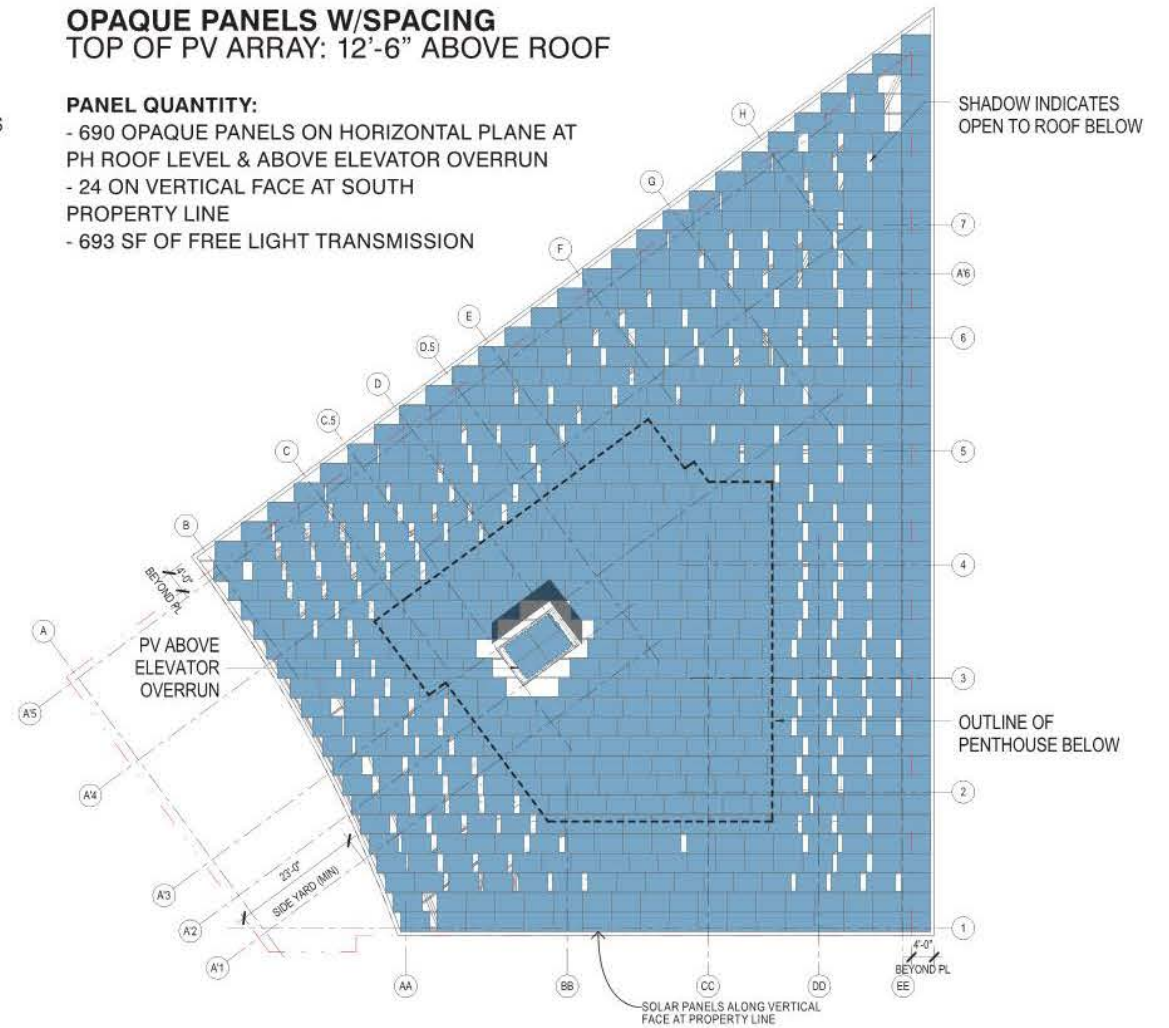 OPAQUE PANELS W/SPACING
TOP OF PV ARRAY: 12'-6” ABOVE ROOF
PANEL QUANTITY:
- 690 OPAQUE PANELS ON HORIZONTAL PLANE AT
PH ROOF LEVEL & ABOVE ELEVATOR OVERRUN
- 24 ON VERTICAL FACE AT SOUTH
PROPERTY LINE
- 693 SF OF FREE LIGHT TRANSMISSION
S
SHADOW INDICATES
OPEN TO ROOF BELOW
H
G
F
E
D.5
D
C.5
C
B
A
7
A'6
6
5
4
3
2
1
4'-0"
BEYOND PL
PV ABOVE
ELEVATOR
OVERRUN
OUTLINE OF
PENTHOUSE BELOW
A'5
A'4
A'3
A'2
A'1
23'-0"
SIDE YARD (MIN)
AA
BB
CC
DD
EE
4'-0"
BEYOND PL
SOLAR PANELS ALONG VERTICAL
FACE AT PROPERTY LINE